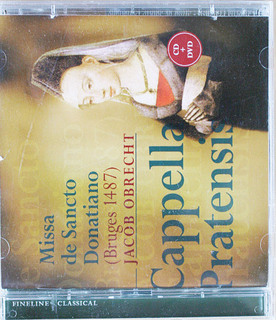 CD
+
DVD
Missa
de Sancto
Donatiano
(Bruges 1487)
JACOB OBRECHT
Cappella
Pratensis
FINELINE CLASSICAL